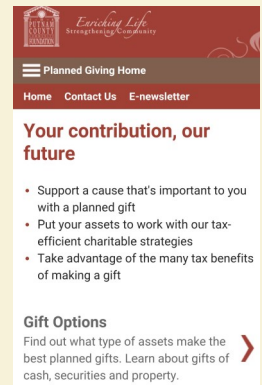 PUTNAM
COUNTY
FOUNDATION
Enriching Life
Strengthening Community
Planned Giving Home
Home Contact Us E-newsletter
Your contribution, our
future
• Support a cause that's important to you
with a planned gift
• Put your assets to work with our tax-
efficient charitable strategies
• Take advantage of the many tax benefits
of making a gift
Gift Options
Find out what type of assets make the
best planned gifts. Learn about gifts of
cash, securities and property.